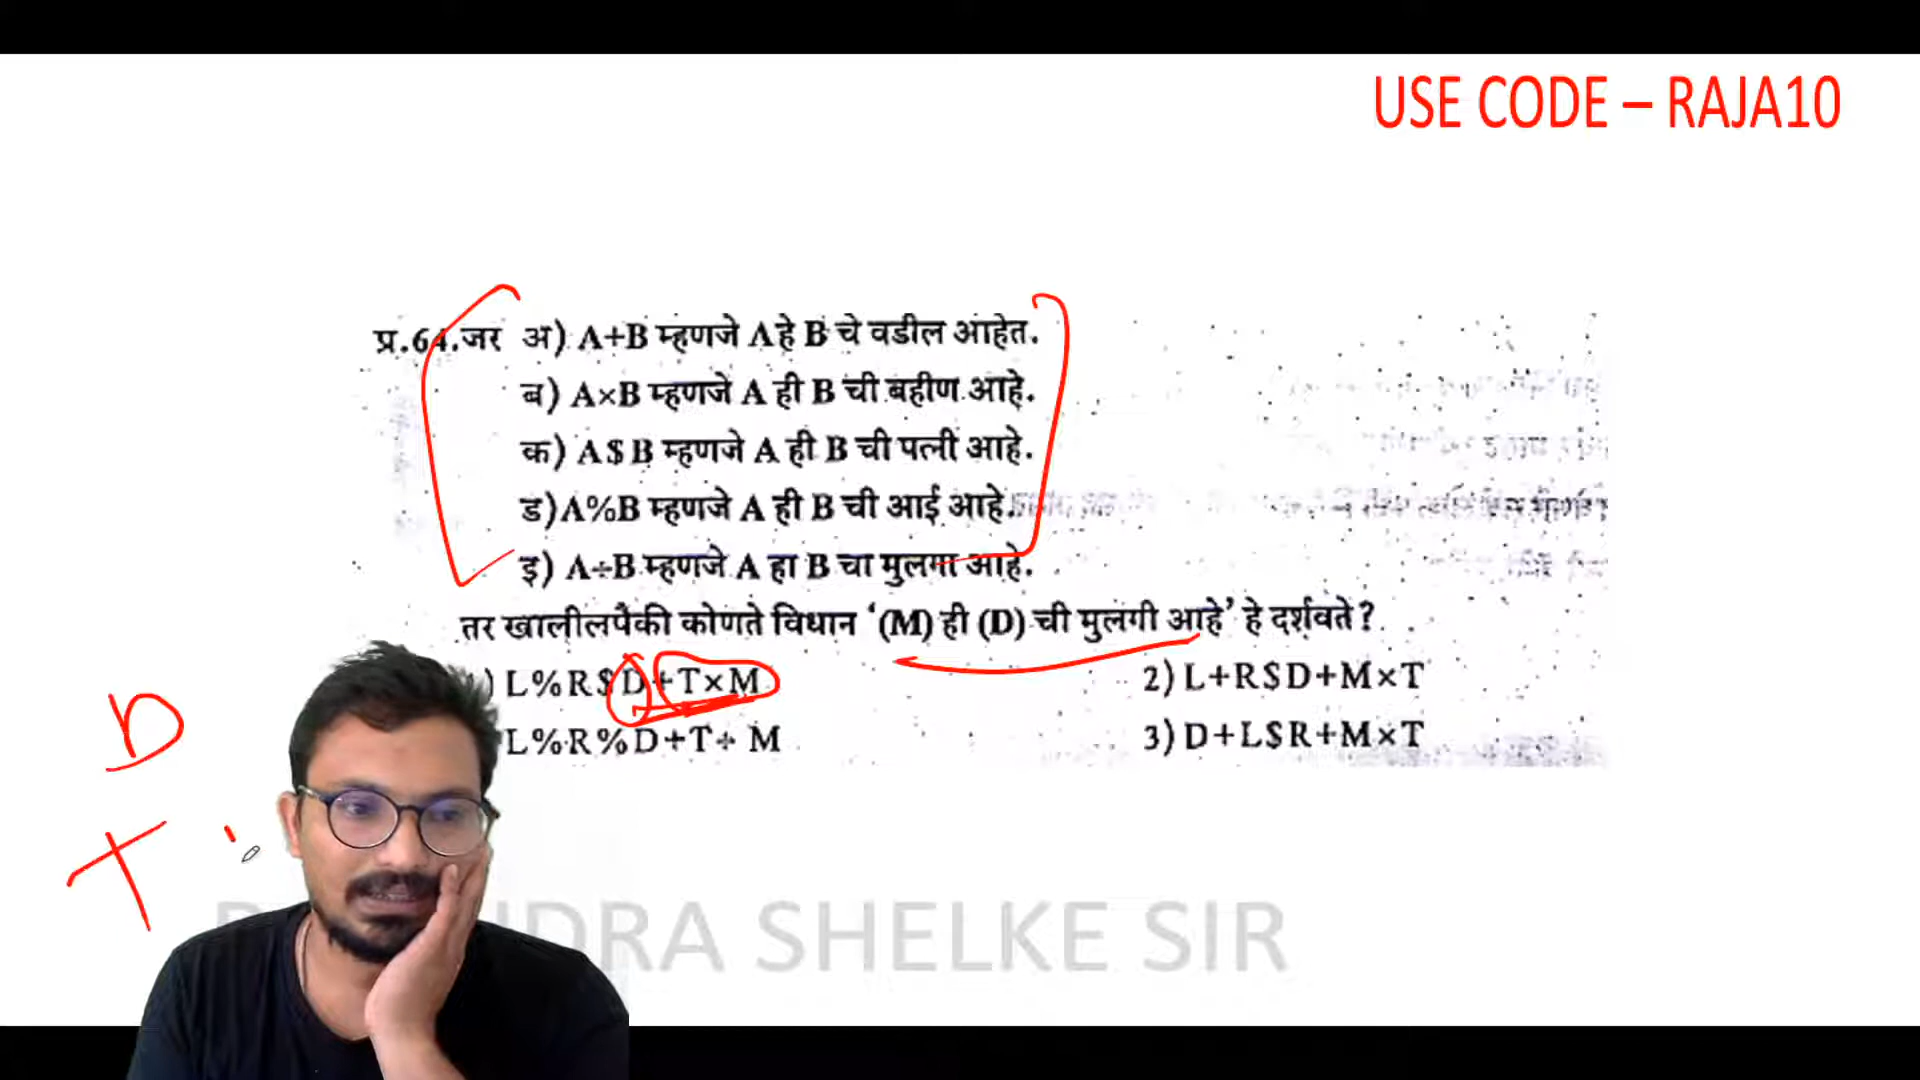 USE CODE – RAJA10
प्र.64.जर अ) A+B म्हणजे A हे B चे वडील आहेत.
ब) A×B म्हणजे A ही B ची बहीण आहे.
क) A$B म्हणजे A ही B ची पत्नी आहे.
ड) A%B म्हणजे A ही B ची आई आहे.
इ) A÷B म्हणजे A हा B चा मुलगा आहे.
तर खालीलपैकी कोणते विधान ‘(M) ही (D) ची मुलगी आहे’ हे दर्शवते?
) L%R$D+T×M 2) L+R$D+M×T
L%R%D+T÷M 3) D+L$R+M×T
D
T
DRA SHELKE SIR